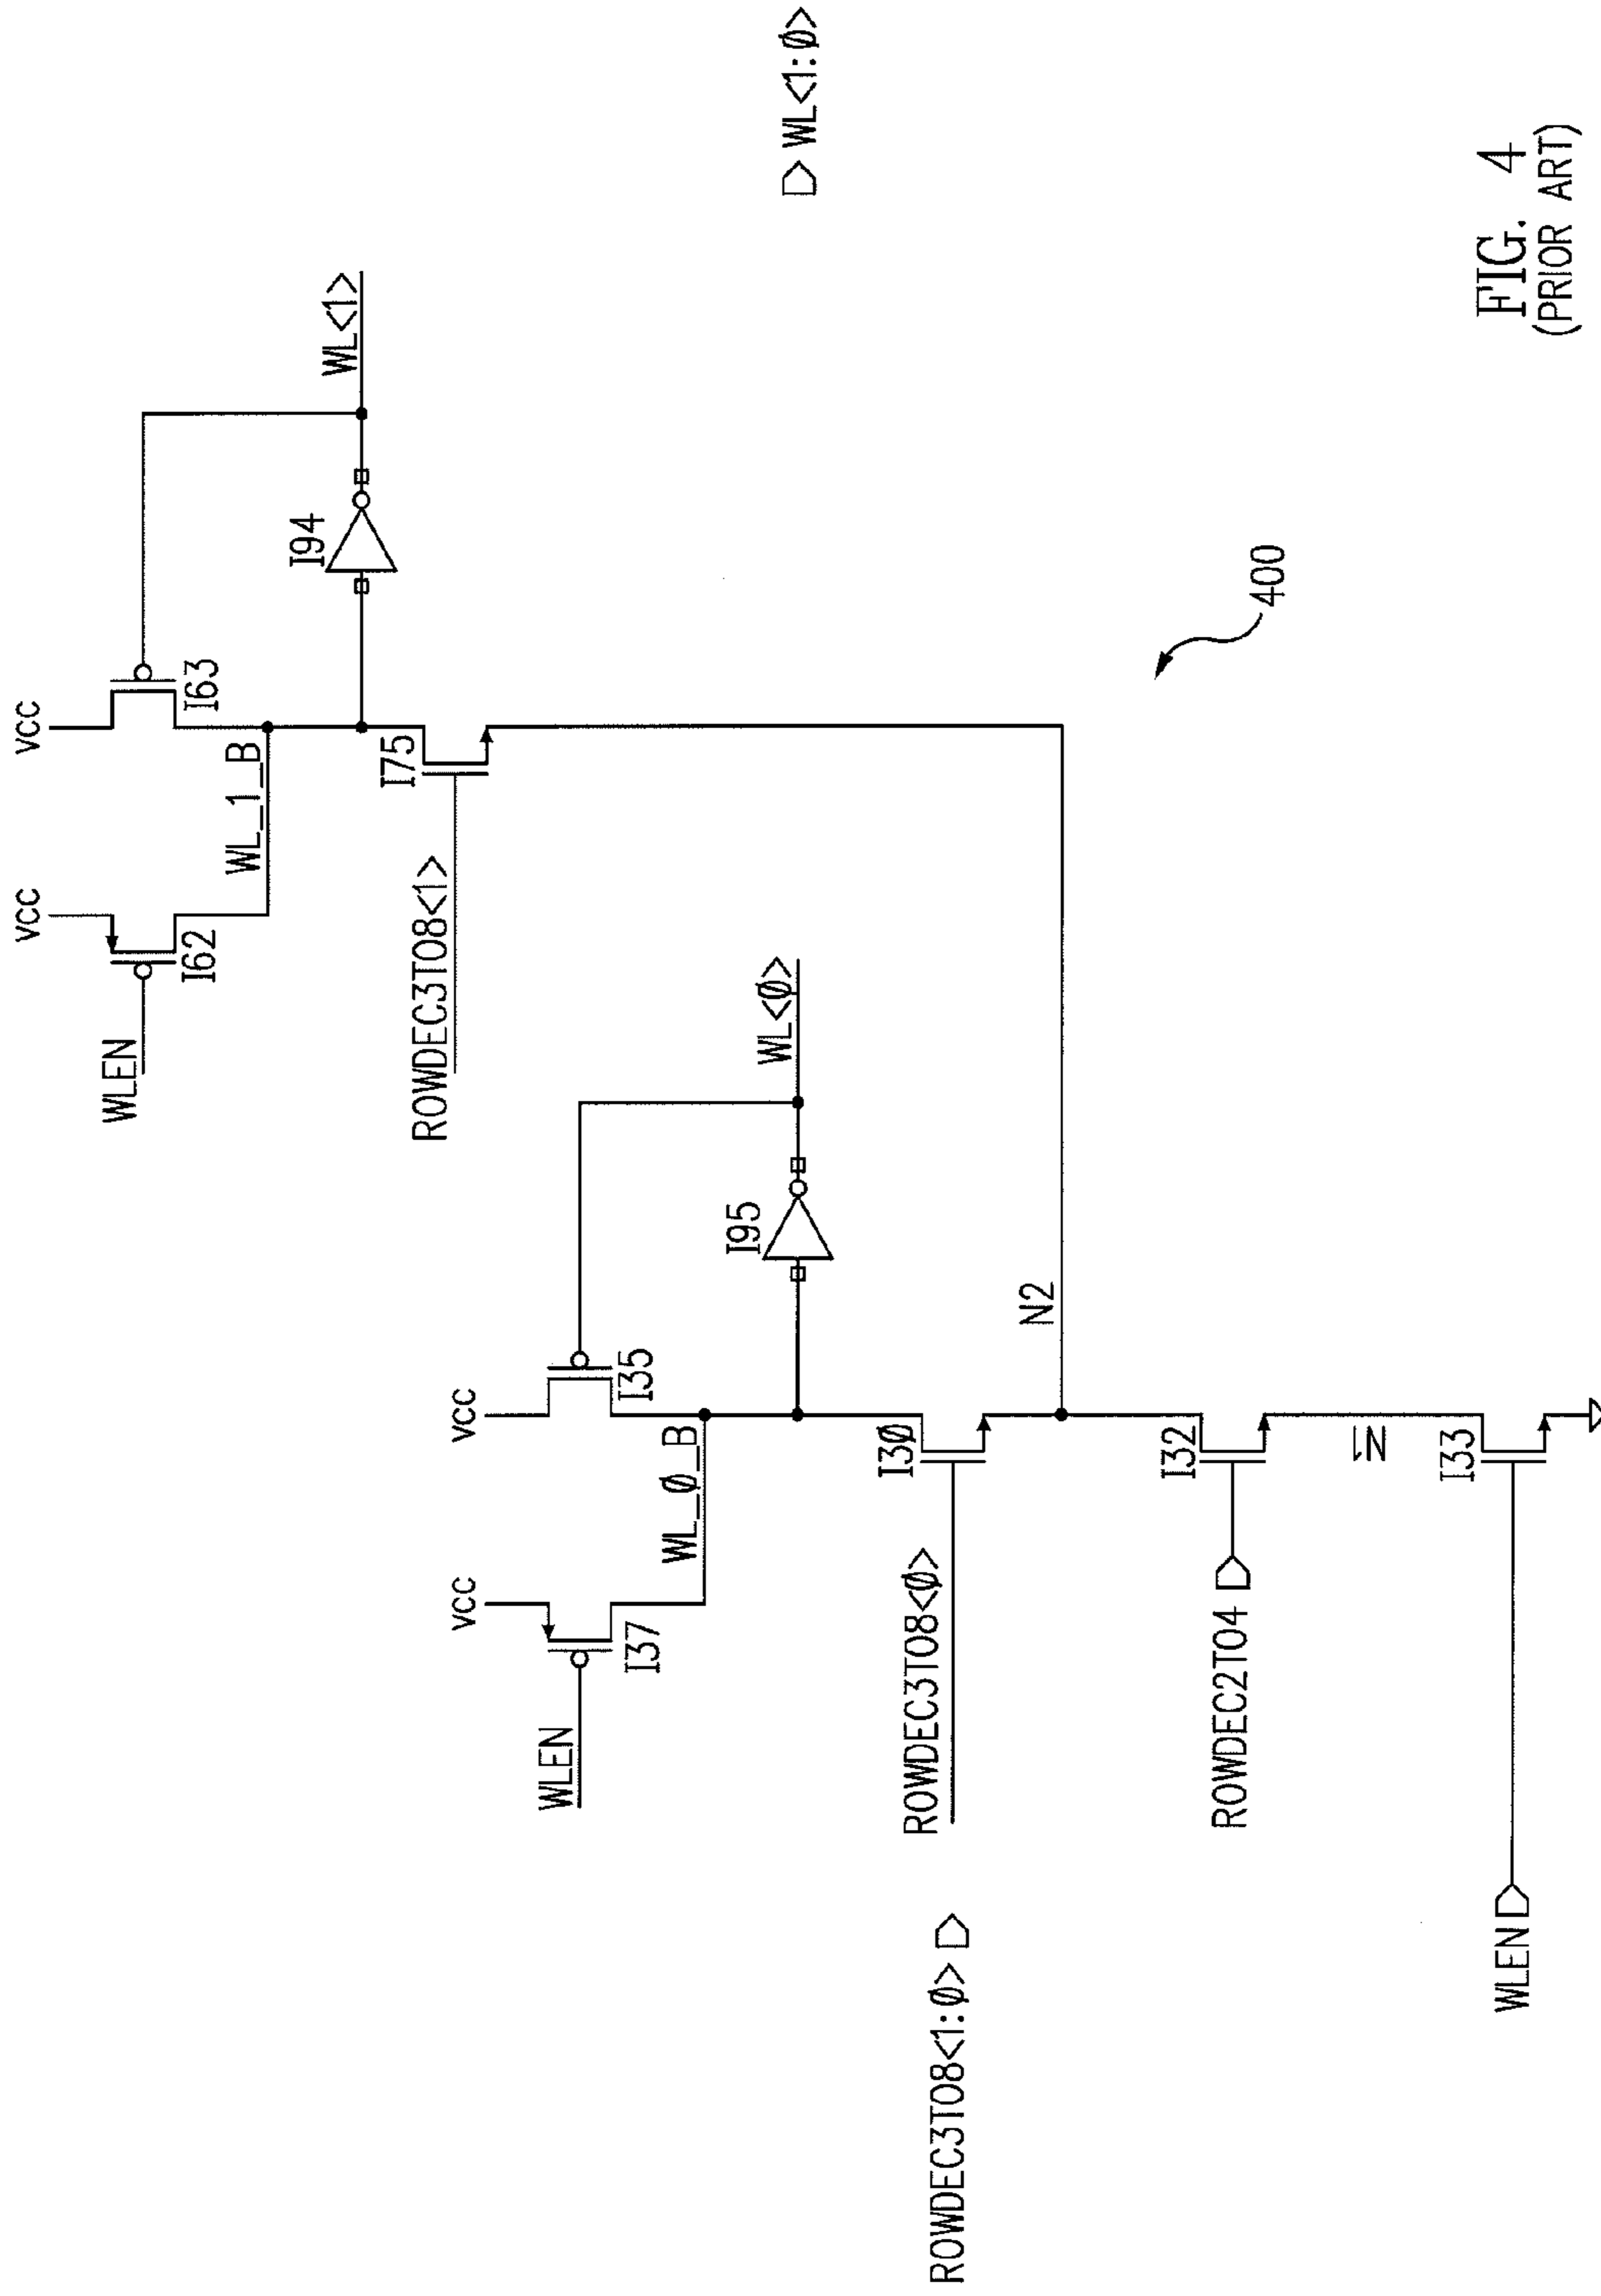 VCC
VCC
WLEN
I62
I63
WL_1_B
WL<1>
I94
I75
ROWDEC3TO8<1>
VCC
VCC
WLEN
I37
I35
WL_0_B
WL<0>
I95
D WL<1:0>
I30
ROWDEC3TO8<0>
ROWDEC3TO8<1:0>
N2
I32
ROWDEC2TO4
N1
400
I33
WLEN
FIG. 4
(PRIOR ART)